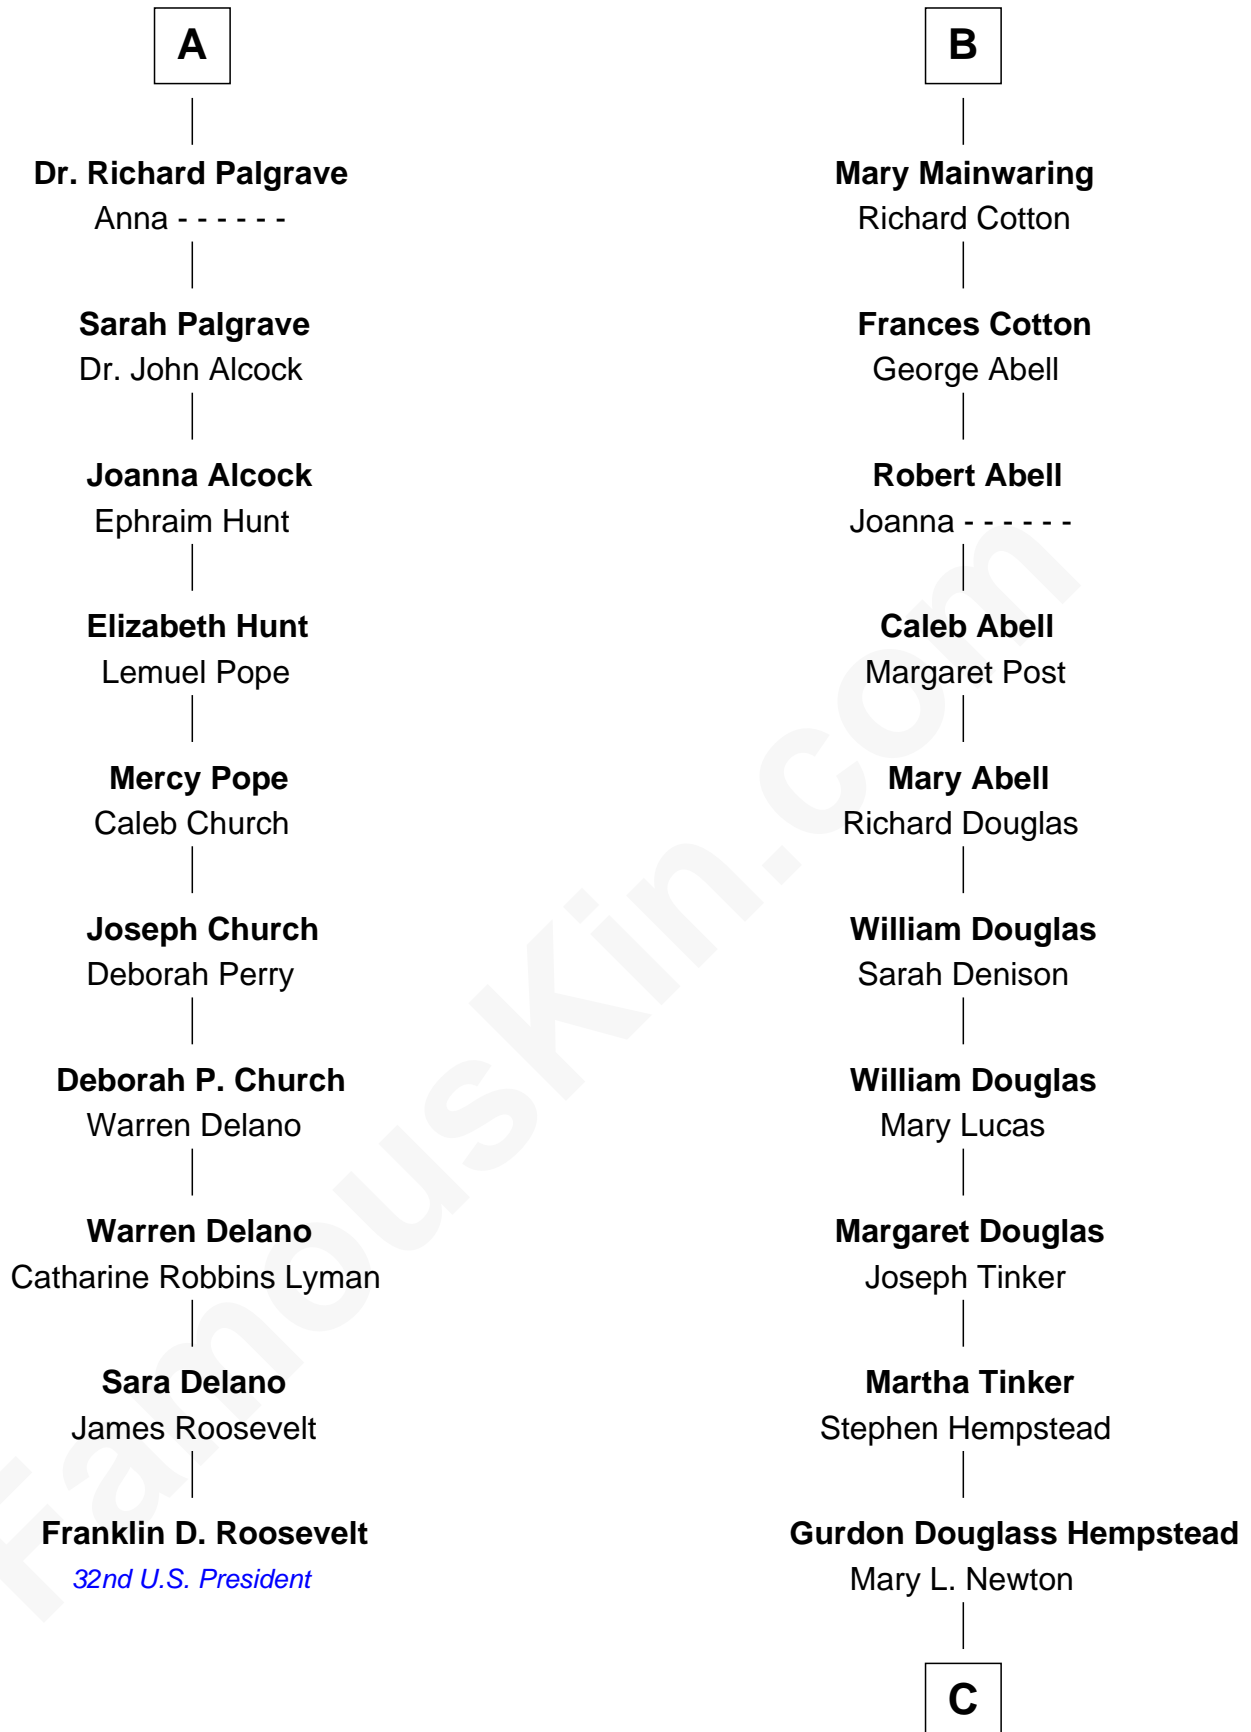 A
Dr. Richard Palgrave
Anna - - - - - -
Sarah Palgrave
Dr. John Alcock
Joanna Alcock
Ephraim Hunt
Elizabeth Hunt
Lemuel Pope
Mercy Pope
Caleb Church
Joseph Church
Deborah Perry
Deborah P. Church
Warren Delano
Warren Delano
Catharine Robbins Lyman
Sara Delano
James Roosevelt
Franklin D. Roosevelt
32nd U.S. President
B
Mary Mainwaring
Richard Cotton
Frances Cotton
George Abell
Robert Abell
Joanna - - - - - -
Caleb Abell
Margaret Post
Mary Abell
Richard Douglas
William Douglas
Sarah Denison
William Douglas
Mary Lucas
Margaret Douglas
Joseph Tinker
Martha Tinker
Stephen Hempstead
Gurdon Douglass Hempstead
Mary L. Newton
C
FamousKin.com